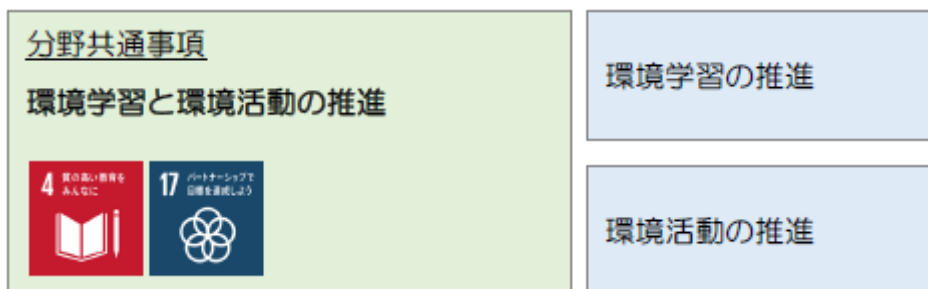 分野共通事項
環境学習と環境活動の推進
4 質の高い教育を
みんなに
17 パートナーシップで
目標を達成しよう
環境学習の推進
環境活動の推進